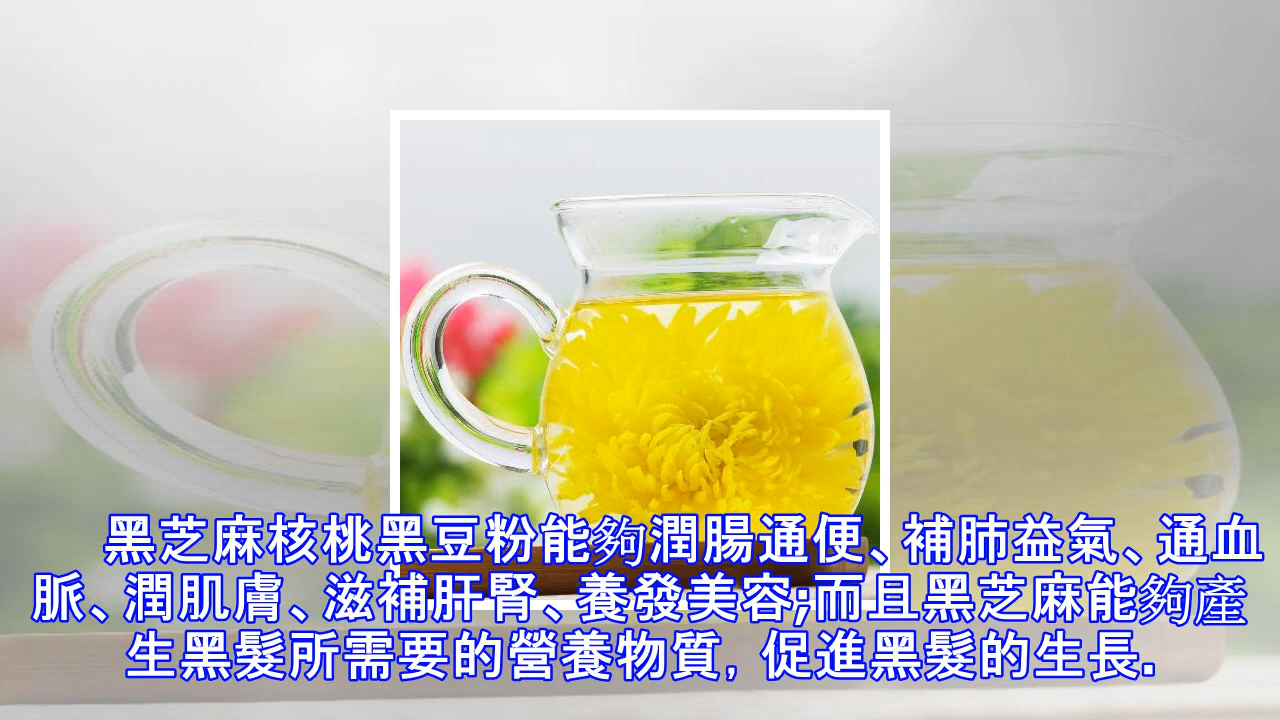 黑芝麻核桃黑豆粉能夠潤腸通便、補肺益氣、通血
脈、潤肌膚、滋補肝腎、養發美容;而且黑芝麻能夠產
生黑髮所需要的營養物質, 促進黑髮的生長.